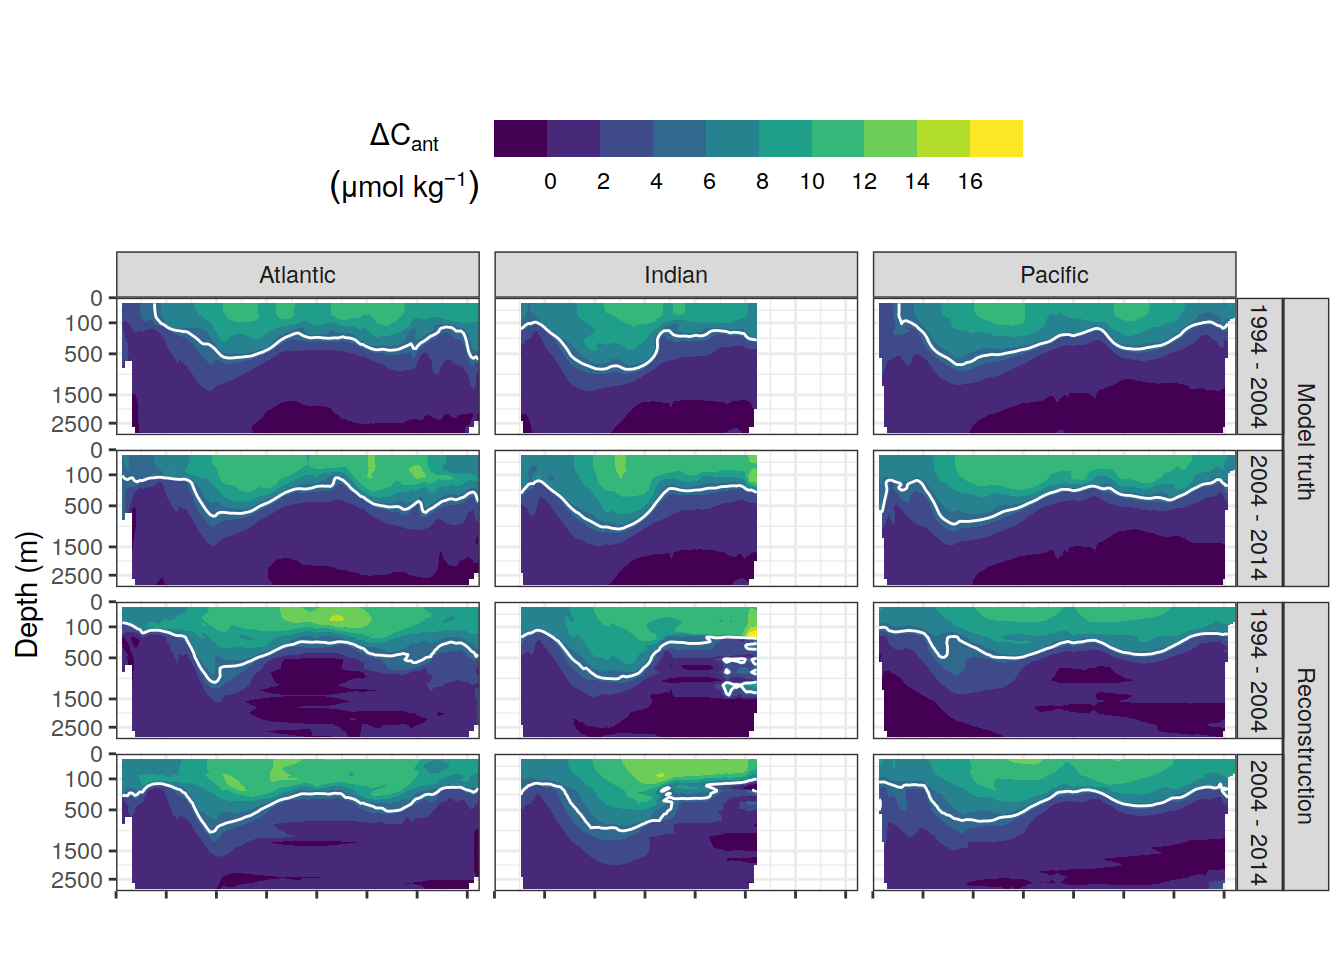 ΔCant
(μmol kg⁻¹)
0 2 4 6 8 10 12 14 16
Atlantic Indian Pacific
Depth (m)
0
100
500
1500
2500
1994 - 2004
0
100
500
1500
2500
2004 - 2014
Model truth
0
100
500
1500
2500
1994 - 2004
0
100
500
1500
2500
2004 - 2014
Reconstruction